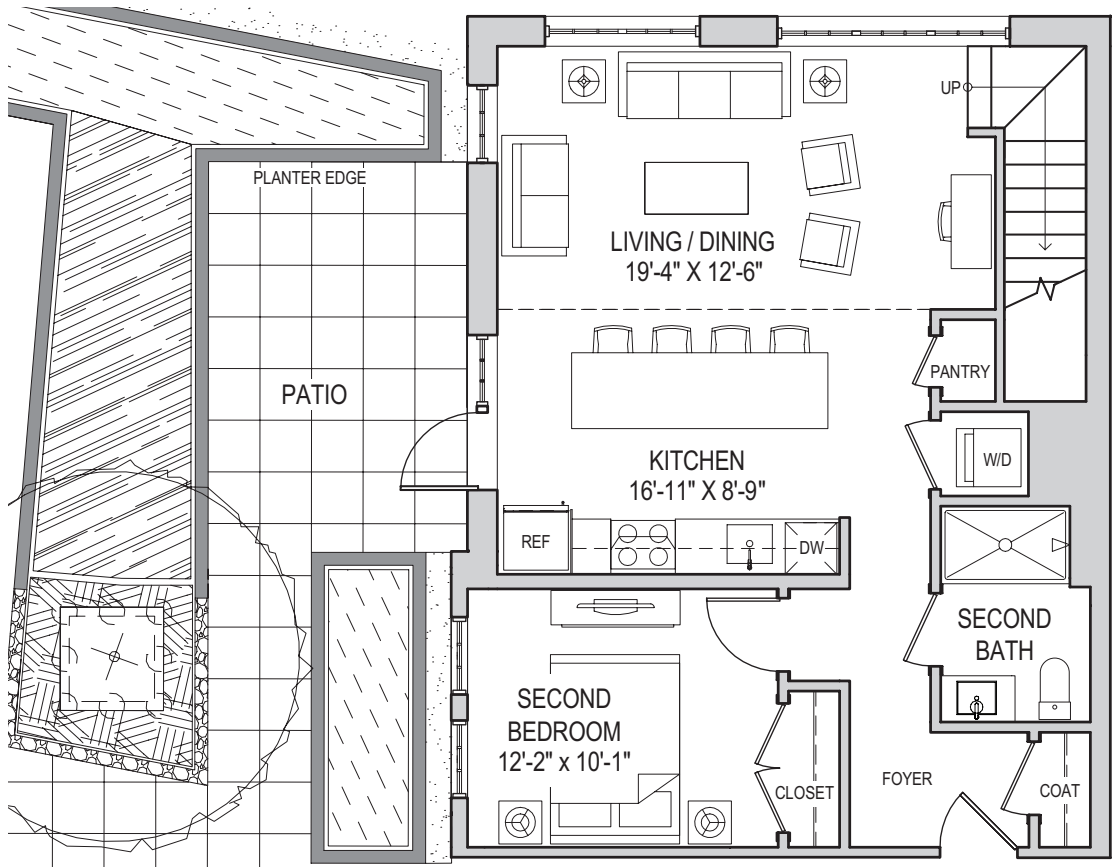 UP
PLANTER EDGE
LIVING / DINING
19'-4" X 12'-6"
PANTRY
PATIO
KITCHEN
16'-11" X 8'-9"
W/D
REF
DW
SECOND
BATH
SECOND
BEDROOM
12'-2" x 10'-1"
FOYER
CLOSET
COAT